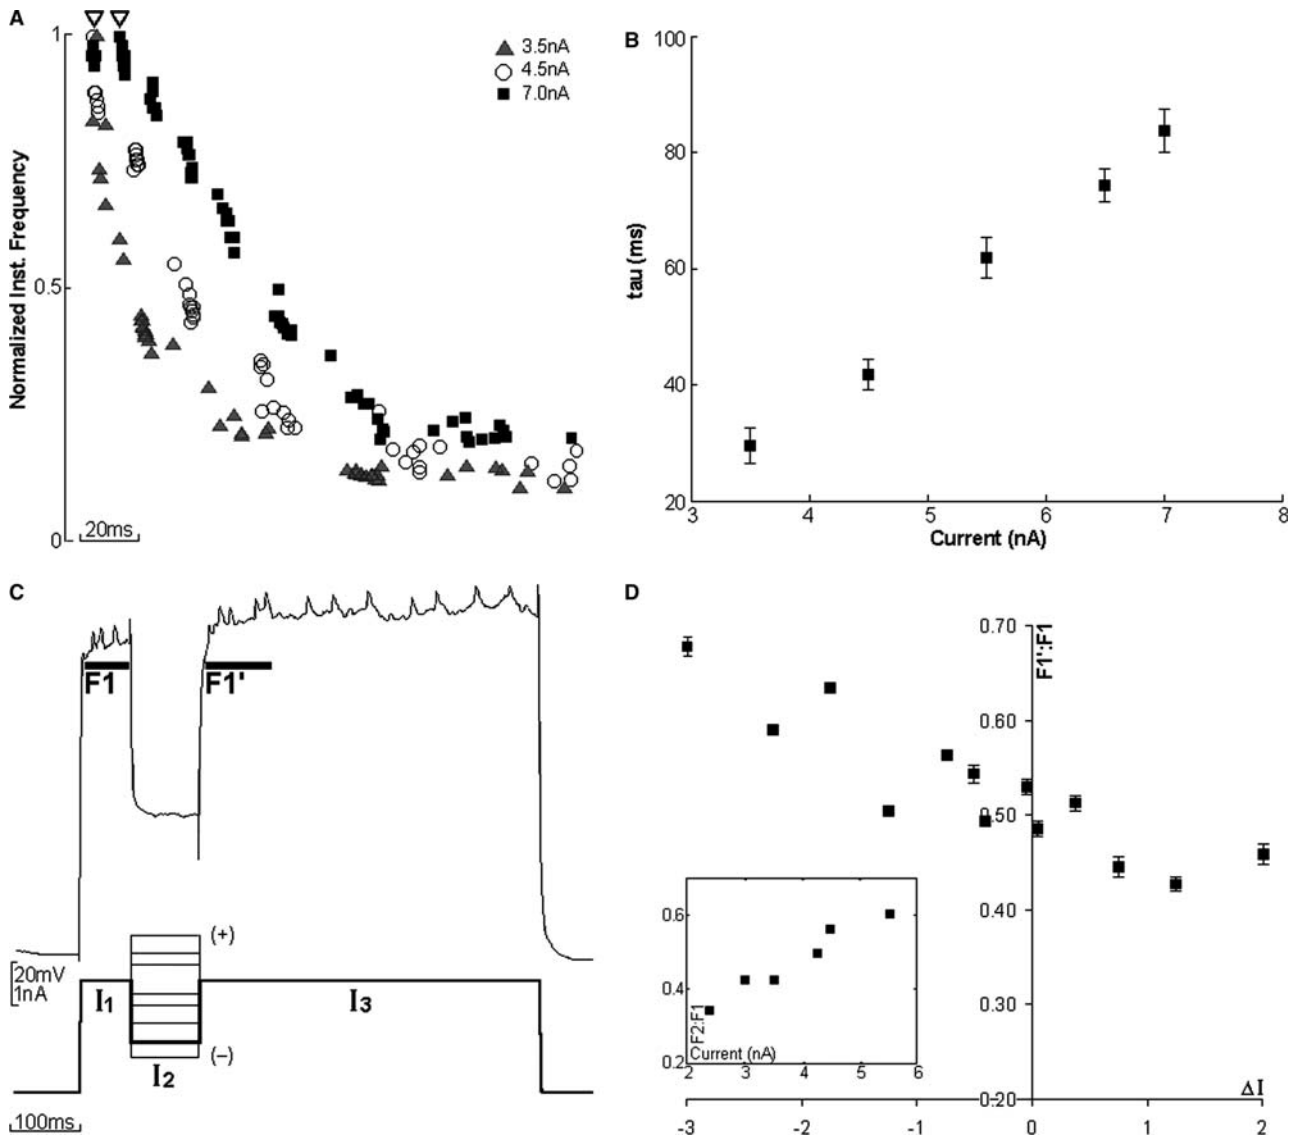 A
1
0.5
0
Normalized Inst. Frequency
3.5nA
4.5nA
7.0nA
20ms
B
100
80
60
40
20
tau (ms)
3 4 5 6 7 8
Current (nA)
C
F1
F1'
(+)
20mV
1nA
I1
I3
(–)
I2
100ms
D
0.70
0.60
0.50
0.40
0.30
0.20
F1':F1
ΔI
-3 -2 -1 0 1 2
0.6
0.4
0.2
F2:F1
Current (nA)
2 3 4 5 6